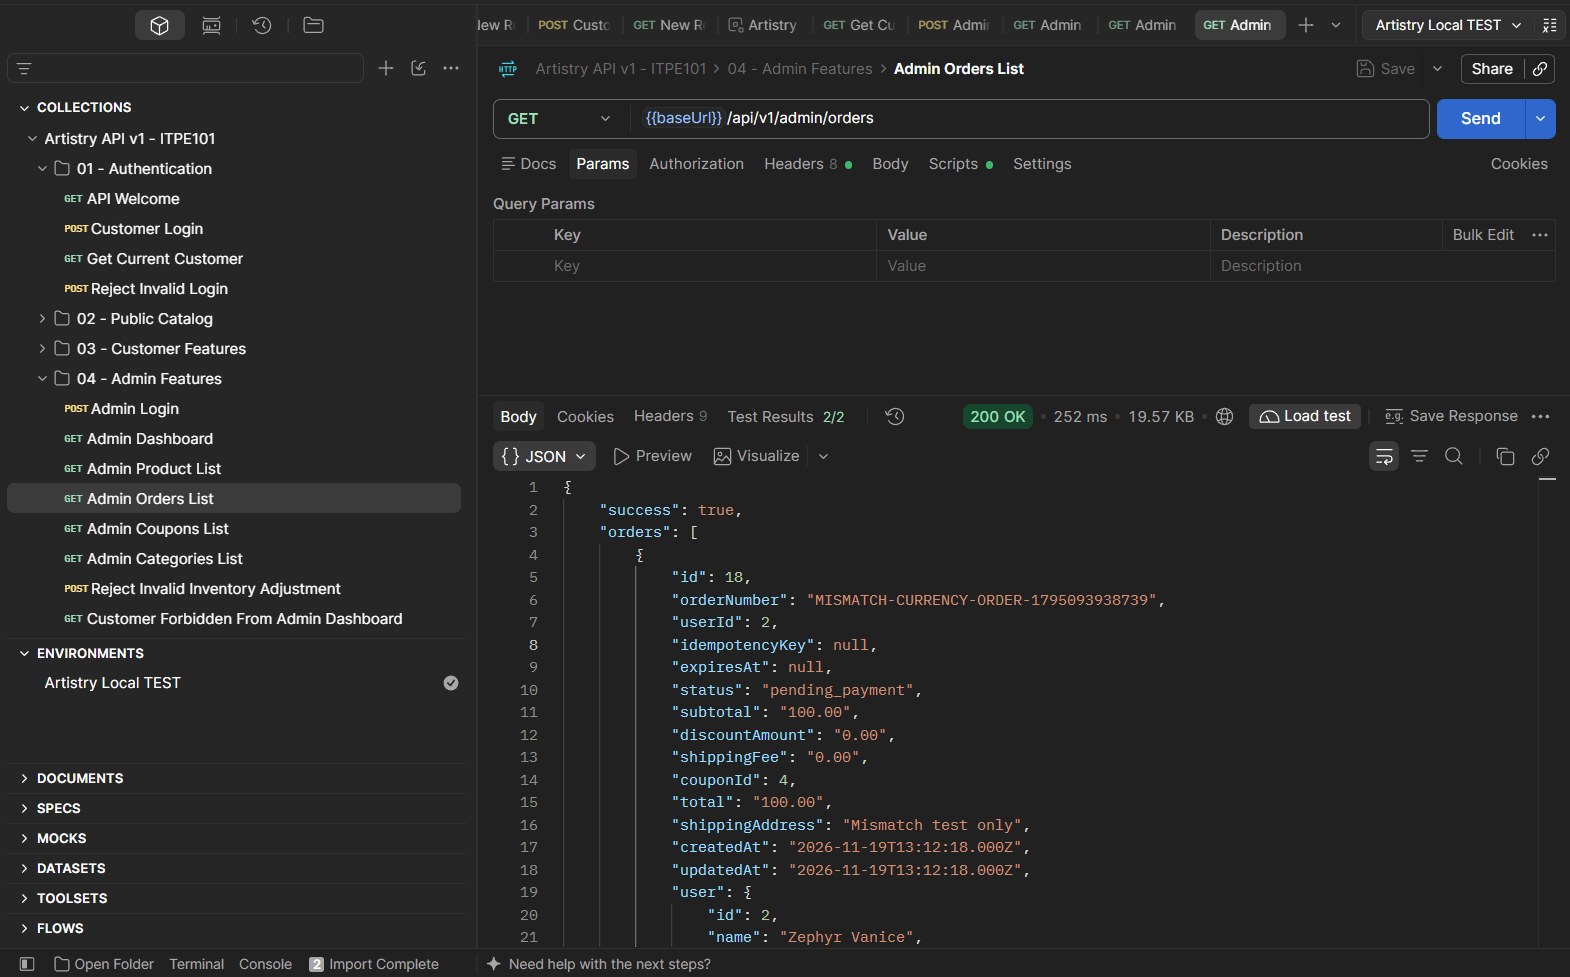 New R
POST Custo
GET New R
Artistry
GET Get Cu
POST Admi
GET Admin
GET Admin
GET Admin
Artistry Local TEST
COLLECTIONS
Artistry API v1 - ITPE101
01 - Authentication
GET API Welcome
POST Customer Login
GET Get Current Customer
POST Reject Invalid Login
02 - Public Catalog
03 - Customer Features
04 - Admin Features
POST Admin Login
GET Admin Dashboard
GET Admin Product List
GET Admin Orders List
GET Admin Coupons List
GET Admin Categories List
POST Reject Invalid Inventory Adjustment
GET Customer Forbidden From Admin Dashboard
ENVIRONMENTS
Artistry Local TEST
DOCUMENTS
SPECS
MOCKS
DATASETS
TOOLSETS
FLOWS
HTTP Artistry API v1 - ITPE101 > 04 - Admin Features > Admin Orders List
Save
Share
GET {{baseUrl}} /api/v1/admin/orders
Send
Docs Params Authorization Headers 8 Body Scripts Settings Cookies
Query Params
Key Value Description Bulk Edit
Key Value Description
Body Cookies Headers 9 Test Results 2/2 200 OK 252 ms 19.57 KB Load test e.g. Save Response
{} JSON Preview Visualize
1 {
2 "success": true,
3 "orders": [
4 {
5 "id": 18,
6 "orderNumber": "MISMATCH-CURRENCY-ORDER-1795093938739",
7 "userId": 2,
8 "idempotencyKey": null,
9 "expiresAt": null,
10 "status": "pending_payment",
11 "subtotal": "100.00",
12 "discountAmount": "0.00",
13 "shippingFee": "0.00",
14 "couponId": 4,
15 "total": "100.00",
16 "shippingAddress": "Mismatch test only",
17 "createdAt": "2026-11-19T13:12:18.000Z",
18 "updatedAt": "2026-11-19T13:12:18.000Z",
19 "user": {
20 "id": 2,
21 "name": "Zephyr Vanice",
Open Folder Terminal Console 2 Import Complete Need help with the next steps?